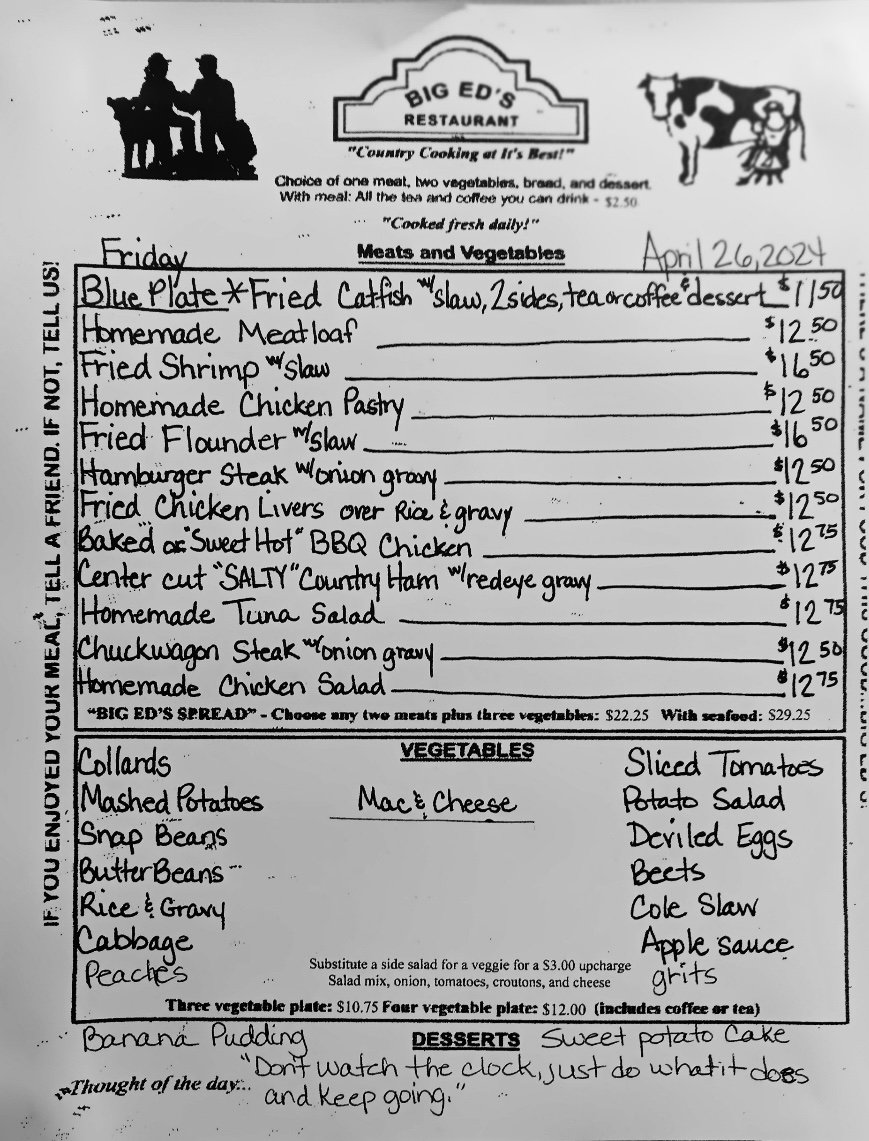 BIG ED'S
RESTAURANT
"Country Cooking at It's Best!"
Choice of one meat, two vegetables, bread, and dessert.
With meal: All the tea and coffee you can drink - $2.50
"Cooked fresh daily!"
Friday
Meats and Vegetables
April 26, 2024
Blue Plate *Fried Catfish w/ slaw, 2 sides, tea or coffee & dessert $11 50
Homemade Meatloaf $12.50
Fried Shrimp w/ slaw $16 50
Homemade Chicken Pastry $12 50
Fried Flounder w/ slaw $16 50
Hamburger Steak w/ onion gravy $12 50
Fried Chicken Livers over Rice & gravy $12 50
Baked or "Sweet Hot" BBQ Chicken $12 75
Center cut "SALTY" Country Ham w/ redeye gravy $12 75
Homemade Tuna Salad $12 75
Chuckwagon Steak w/ onion gravy $12 50
Homemade Chicken Salad $12 75
"BIG ED'S SPREAD" - Choose any two meats plus three vegetables: $22.25 With seafood: $29.25
VEGETABLES
Collards
Mashed Potatoes
Snap Beans
Butter Beans
Rice & Gravy
Cabbage
Peaches
Mac & Cheese
Sliced Tomatoes
Potato Salad
Deviled Eggs
Beets
Cole Slaw
Apple sauce
grits
Substitute a side salad for a veggie for a $3.00 upcharge
Salad mix, onion, tomatoes, croutons, and cheese
Three vegetable plate: $10.75 Four vegetable plate: $12.00 (includes coffee or tea)
Banana Pudding
DESSERTS
Sweet potato Cake
Thought of the day...
"Don't watch the clock, just do what it does
and keep going."
IF YOU ENJOYED YOUR MEAL, TELL A FRIEND. IF NOT, TELL US!